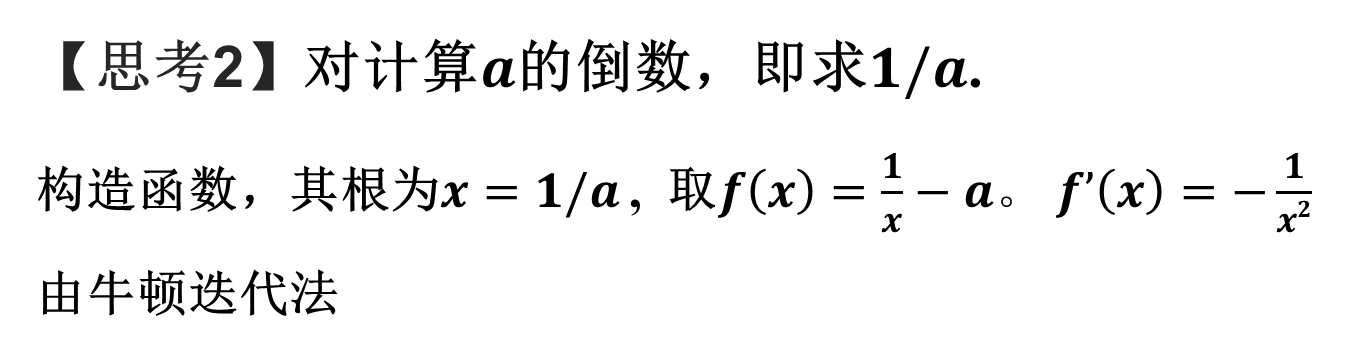 【思考2】对计算a的倒数，即求1/a.
构造函数，其根为x = 1/a, 取f(x) = 1/x − a。 f'(x) = −1/x²
由牛顿迭代法